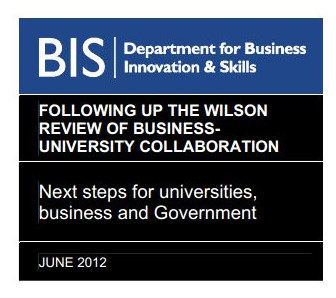 BIS Department for Business
Innovation & Skills
FOLLOWING UP THE WILSON
REVIEW OF BUSINESS-
UNIVERSITY COLLABORATION
Next steps for universities,
business and Government
JUNE 2012